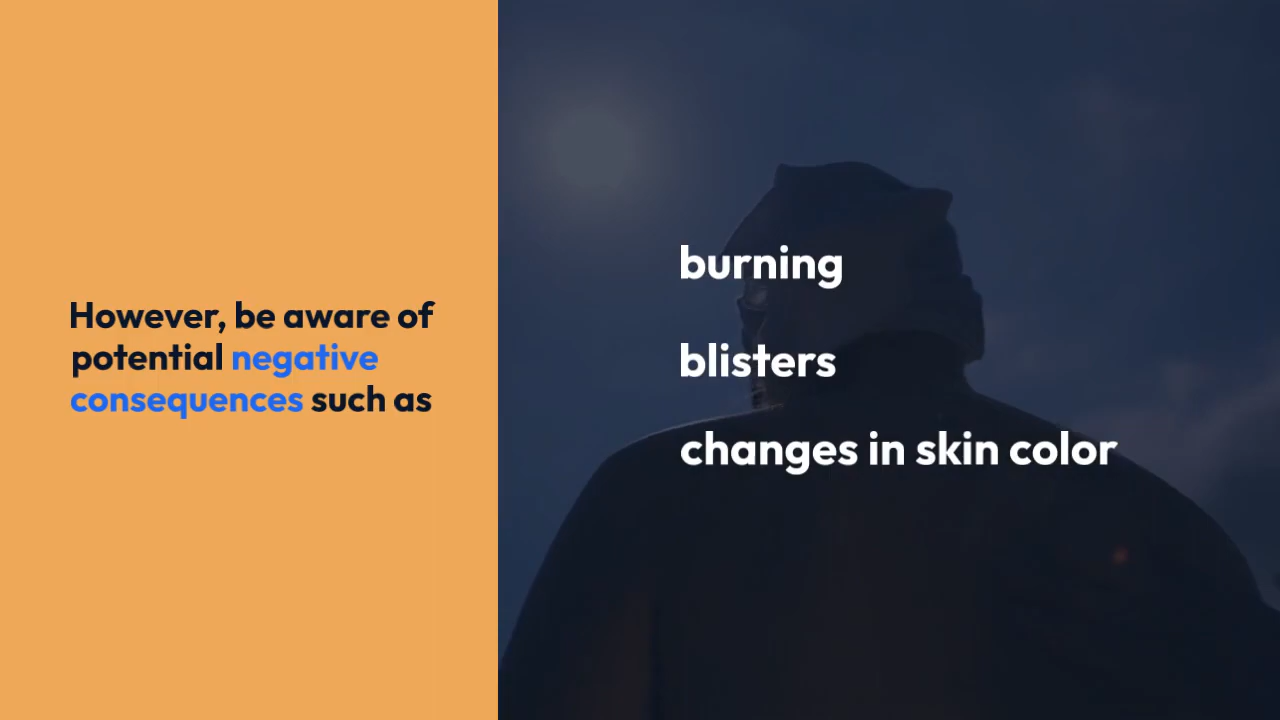 However, be aware of
potential negative
consequences such as
burning
blisters
changes in skin color